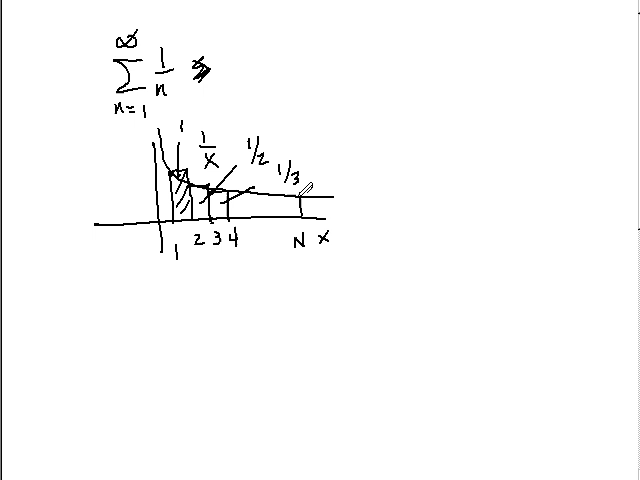 ∞
∑ 1/n
n=1
1
1/x
1/2
1/3
1 2 3 4 N x